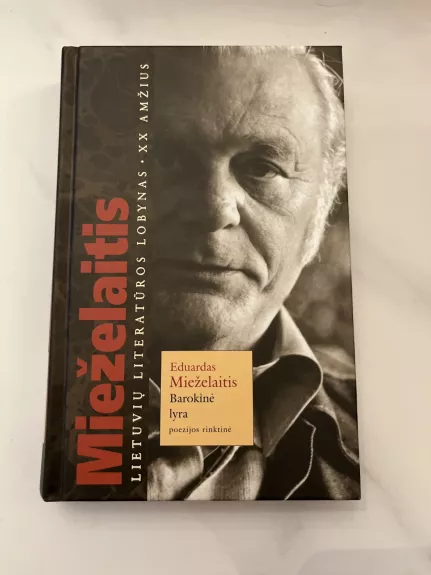 Mieželaitis
LIETUVIŲ LITERATŪROS LOBYNAS · XX AMŽIUS
Eduardas
Mieželaitis
Barokinė
lyra
poezijos rinktinė